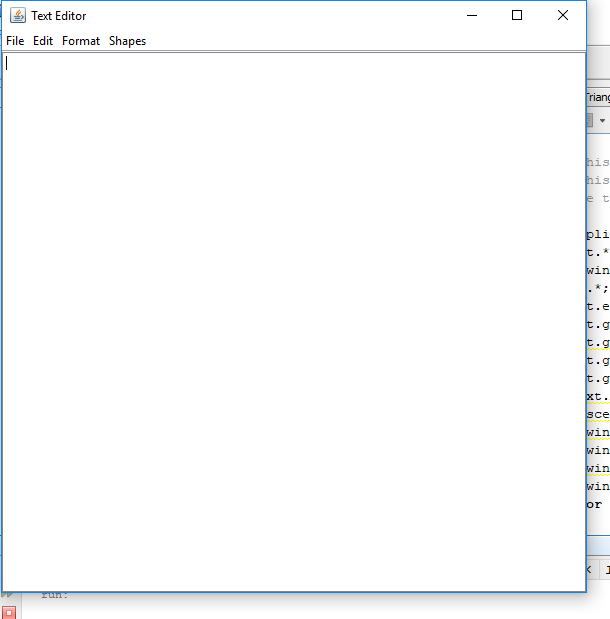 Text Editor
File Edit Format Shapes
Triang
his
his
e t
pli
t.*
win
.*;
t.e
t.g
t.g
t.g
t.g
xt.
sce
win
win
win
win
or
run: